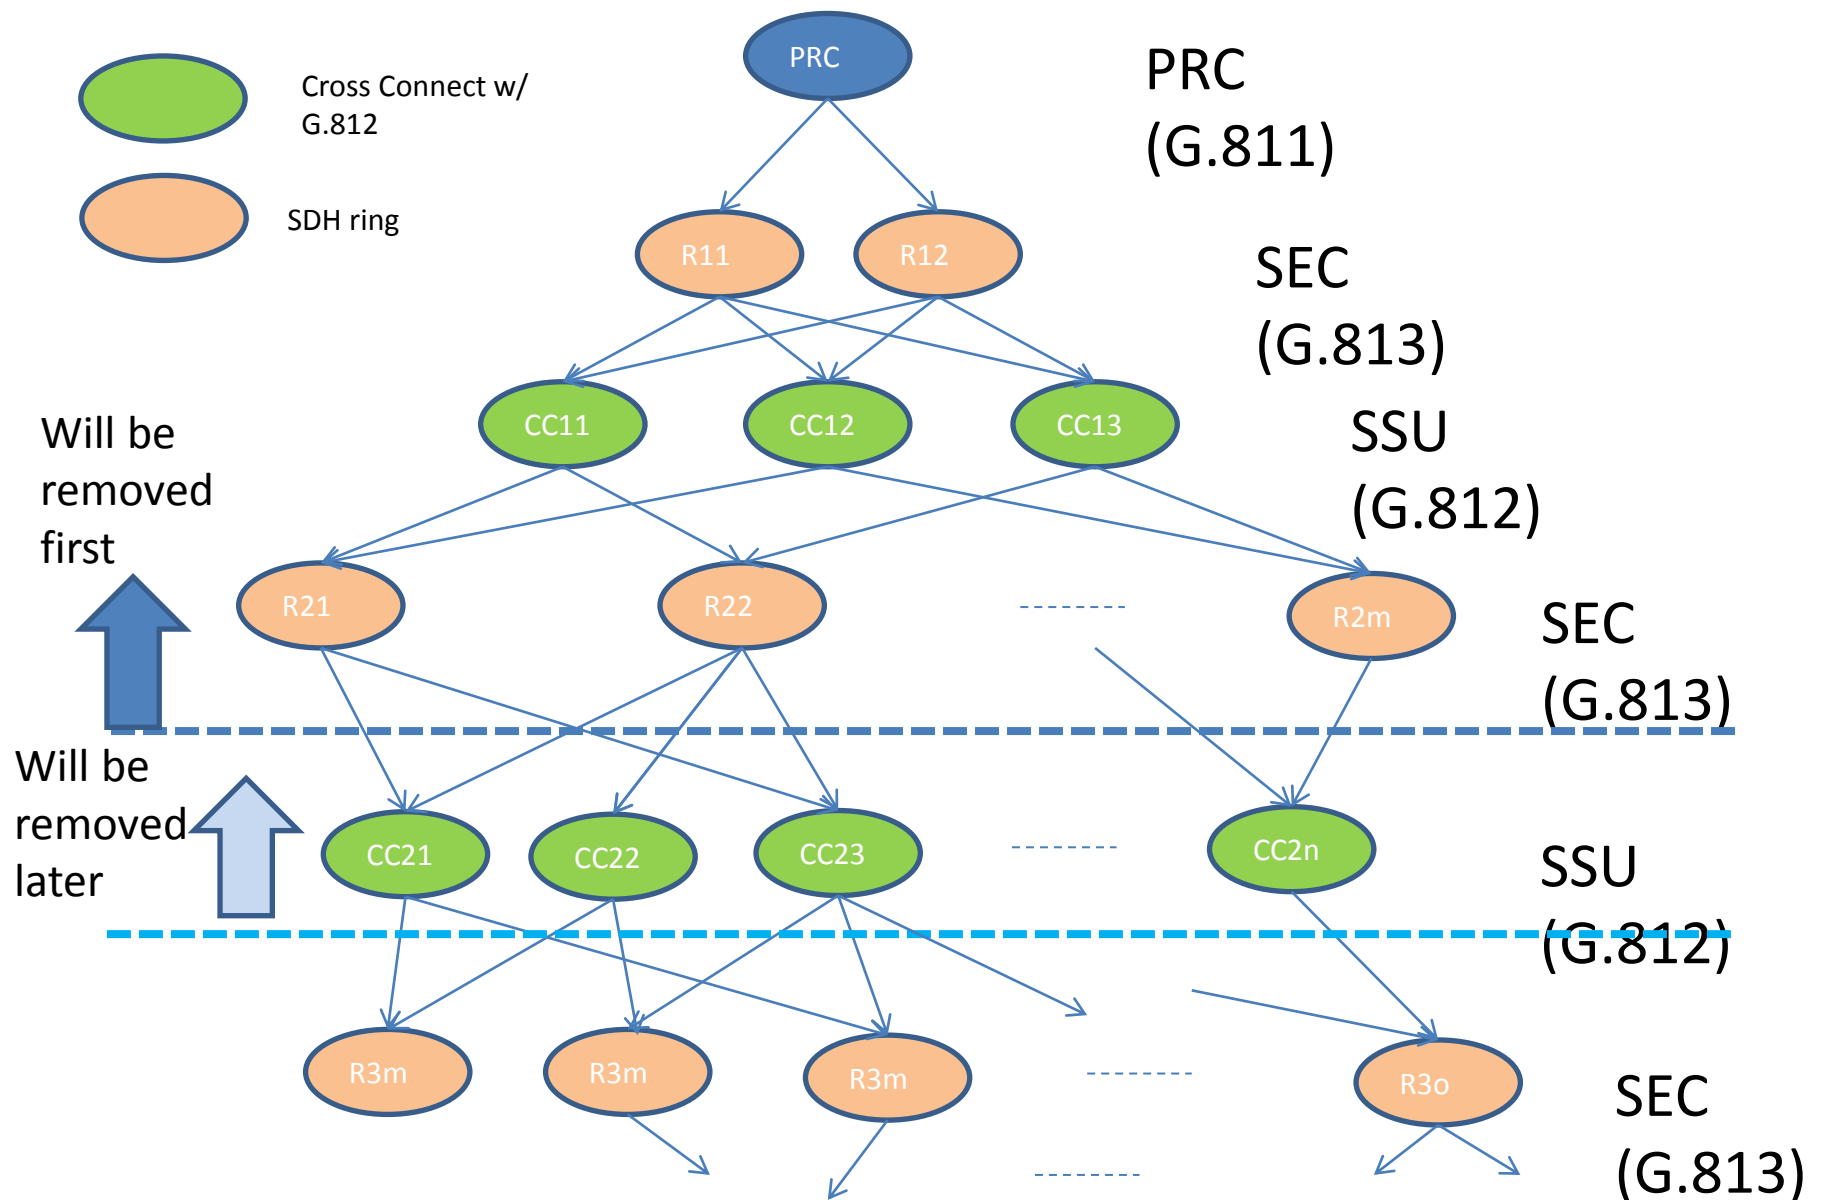 PRC
PRC
(G.811)
Cross Connect w/
G.812
SDH ring
R11
R12
SEC
(G.813)
CC11
CC12
CC13
SSU
(G.812)
Will be
removed
first
R21
R22
R2m
SEC
(G.813)
Will be
removed
later
CC21
CC22
CC23
CC2n
SSU
(G.812)
R3m
R3m
R3m
R3o
SEC
(G.813)